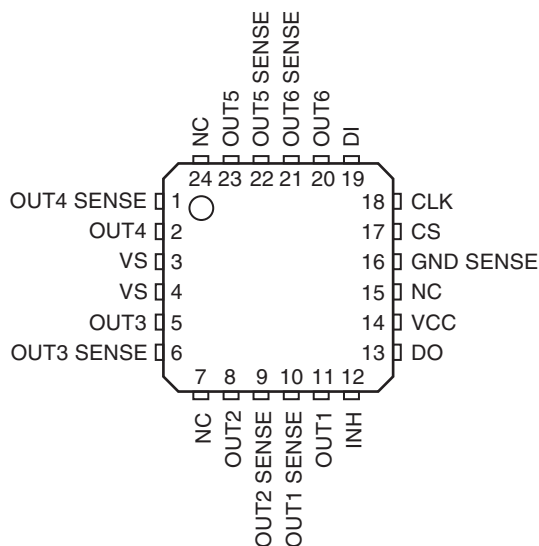 NC
OUT5
OUT5 SENSE
OUT6 SENSE
OUT6
DI
24 23 22 21 20 19
OUT4 SENSE 1 18 CLK
OUT4 2 17 CS
VS 3 16 GND SENSE
VS 4 15 NC
OUT3 5 14 VCC
OUT3 SENSE 6 13 DO
7 8 9 10 11 12
NC
OUT2
OUT2 SENSE
OUT1 SENSE
OUT1
INH